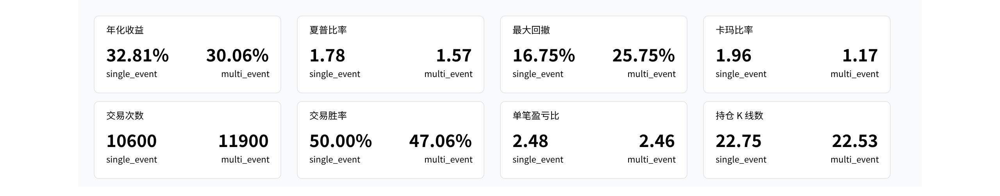 年化收益
32.81% 30.06%
single_event multi_event
夏普比率
1.78 1.57
single_event multi_event
最大回撤
16.75% 25.75%
single_event multi_event
卡玛比率
1.96 1.17
single_event multi_event
交易次数
10600 11900
single_event multi_event
交易胜率
50.00% 47.06%
single_event multi_event
单笔盈亏比
2.48 2.46
single_event multi_event
持仓 K 线数
22.75 22.53
single_event multi_event